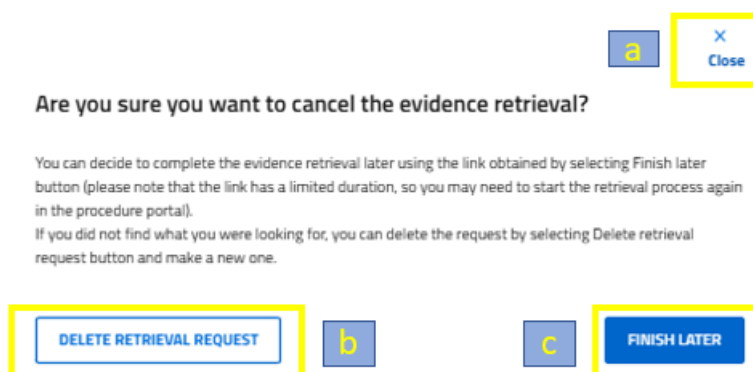 a
×
Close
Are you sure you want to cancel the evidence retrieval?
You can decide to complete the evidence retrieval later using the link obtained by selecting Finish later
button (please note that the link has a limited duration, so you may need to start the retrieval process again
in the procedure portal).
If you did not find what you were looking for, you can delete the request by selecting Delete retrieval
request button and make a new one.
DELETE RETRIEVAL REQUEST
b
c
FINISH LATER